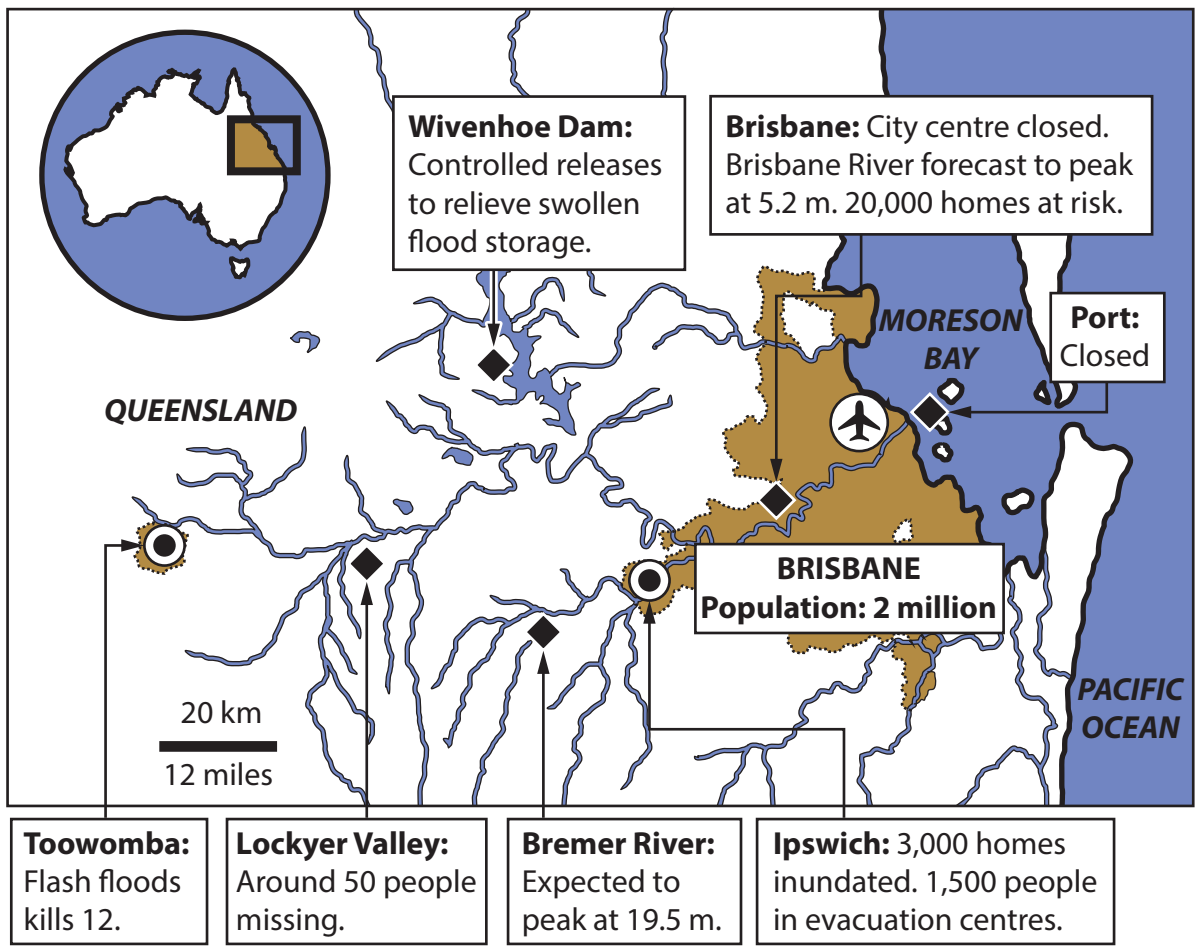 Wivenhoe Dam:
Controlled releases
to relieve swollen
flood storage.
Brisbane: City centre closed.
Brisbane River forecast to peak
at 5.2 m. 20,000 homes at risk.
MORESON
BAY
Port:
Closed
QUEENSLAND
BRISBANE
Population: 2 million
PACIFIC
OCEAN
20 km
12 miles
Toowomba:
Flash floods
kills 12.
Lockyer Valley:
Around 50 people
missing.
Bremer River:
Expected to
peak at 19.5 m.
Ipswich: 3,000 homes
inundated. 1,500 people
in evacuation centres.